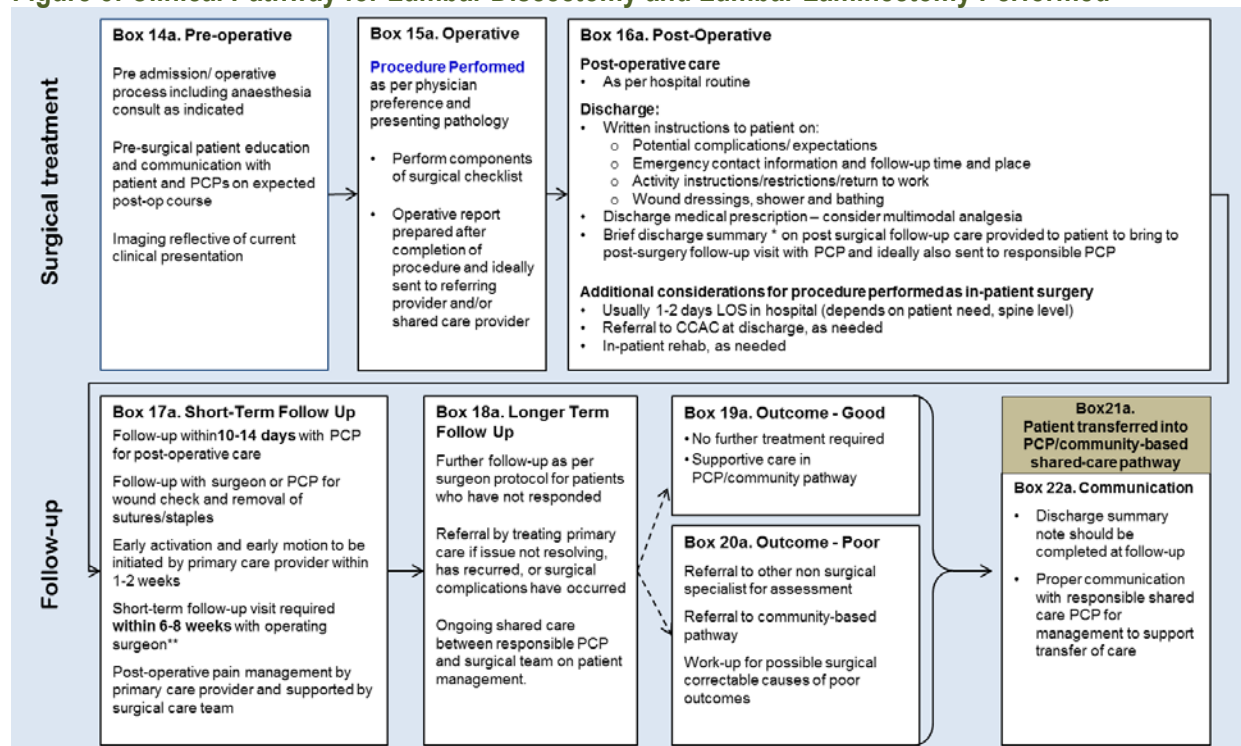 Figure 3: Clinical Pathway for Lumbar Discectomy and Lumbar Laminectomy Performed
Surgical treatment
Box 14a. Pre-operative
Pre admission/ operative
process including anaesthesia
consult as indicated
Pre-surgical patient education
and communication with
patient and PCPs on expected
post-op course
Imaging reflective of current
clinical presentation
Box 15a. Operative
Procedure Performed
as per physician
preference and
presenting pathology
• Perform components
of surgical checklist
• Operative report
prepared after
completion of
procedure and ideally
sent to referring
provider and/or
shared care provider
Box 16a. Post-Operative
Post-operative care
• As per hospital routine
Discharge:
• Written instructions to patient on:
o Potential complications/ expectations
o Emergency contact information and follow-up time and place
o Activity instructions/restrictions/return to work
o Wound dressings, shower and bathing
• Discharge medical prescription – consider multimodal analgesia
• Brief discharge summary * on post surgical follow-up care provided to patient to bring to
post-surgery follow-up visit with PCP and ideally also sent to responsible PCP
Additional considerations for procedure performed as in-patient surgery
• Usually 1-2 days LOS in hospital (depends on patient need, spine level)
• Referral to CCAC at discharge, as needed
• In-patient rehab, as needed
Follow-up
Box 17a. Short-Term Follow Up
Follow-up within 10-14 days with PCP
for post-operative care
Follow-up with surgeon or PCP for
wound check and removal of
sutures/staples
Early activation and early motion to be
initiated by primary care provider within
1-2 weeks
Short-term follow-up visit required
within 6-8 weeks with operating
surgeon**
Post-operative pain management by
primary care provider and supported by
surgical care team
Box 18a. Longer Term
Follow Up
Further follow-up as per
surgeon protocol for patients
who have not responded
Referral by treating primary
care if issue not resolving,
has recurred, or surgical
complications have occurred
Ongoing shared care
between responsible PCP
and surgical team on patient
management.
Box 19a. Outcome - Good
• No further treatment required
• Supportive care in
PCP/community pathway
Box 20a. Outcome - Poor
Referral to other non surgical
specialist for assessment
Referral to community-based
pathway
Work-up for possible surgical
correctable causes of poor
outcomes
Box21a.
Patient transferred into
PCP/community-based
shared-care pathway
Box 22a. Communication
• Discharge summary
note should be
completed at follow-up
• Proper communication
with responsible shared
care PCP for
management to support
transfer of care